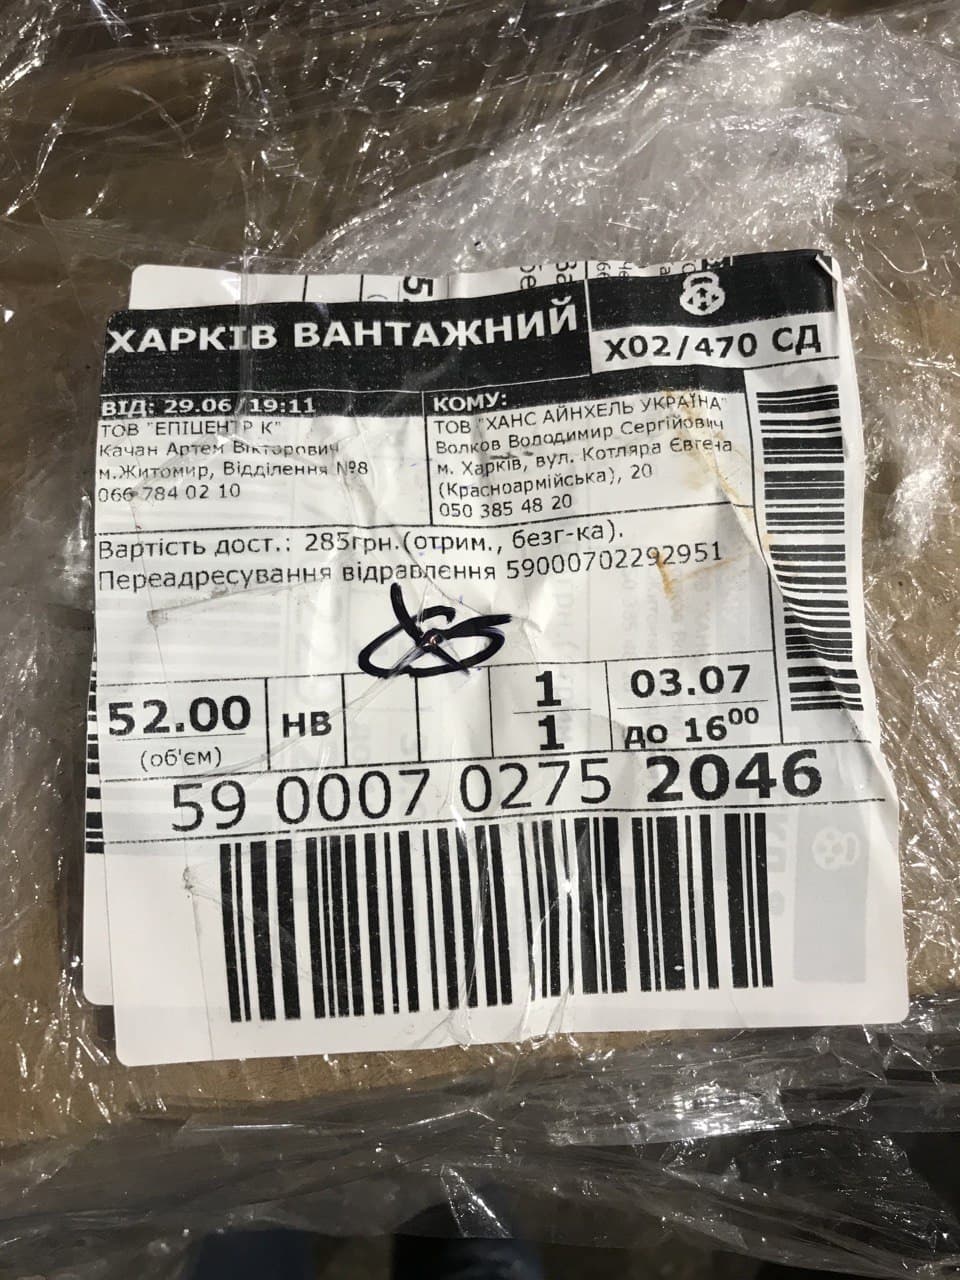 ХАРКІВ ВАНТАЖНИЙ
Х02/470 СД
ВІД: 29.06 19:11
ТОВ "ЕПІЦЕНТР К"
Качан Артем Вікторович
м.Житомир, Відділення №8
066 784 02 10
КОМУ:
ТОВ "ХАНС АЙНХЕЛЬ УКРАЇНА"
Волков Володимир Сергійович
м. Харків, вул. Котляра Євгена
(Красноармійська), 20
050 385 48 20
Вартість дост.: 285грн.(отрим., безг-ка).
Переадресування відправлення 59000702292951
52.00
(об'єм)
НВ
1
1
03.07
до 16⁰⁰
59 0007 0275 2046